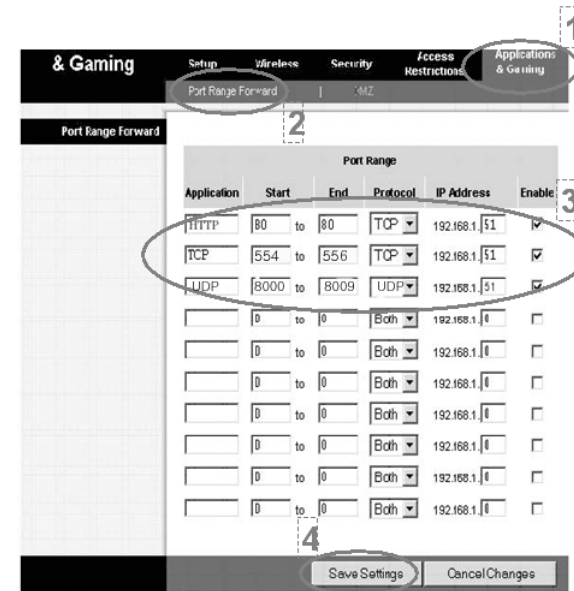 1
& Gaming
Setup Wireless Security Access Restrictions Applications & Gaming
Port Range Forward | DMZ
2
Port Range Forward
Port Range
Application Start End Protocol IP Address Enable
3
HTTP 80 to 80 TCP 192.168.1. 51
TCP 554 to 556 TCP 192.168.1. 51
UDP 8000 to 8009 UDP 192.168.1. 51
0 to 0 Both 192.168.1. 0
0 to 0 Both 192.168.1. 0
0 to 0 Both 192.168.1. 0
0 to 0 Both 192.168.1. 0
0 to 0 Both 192.168.1. 0
0 to 0 Both 192.168.1. 0
0 to 0 Both 192.168.1. 0
4
Save Settings Cancel Changes